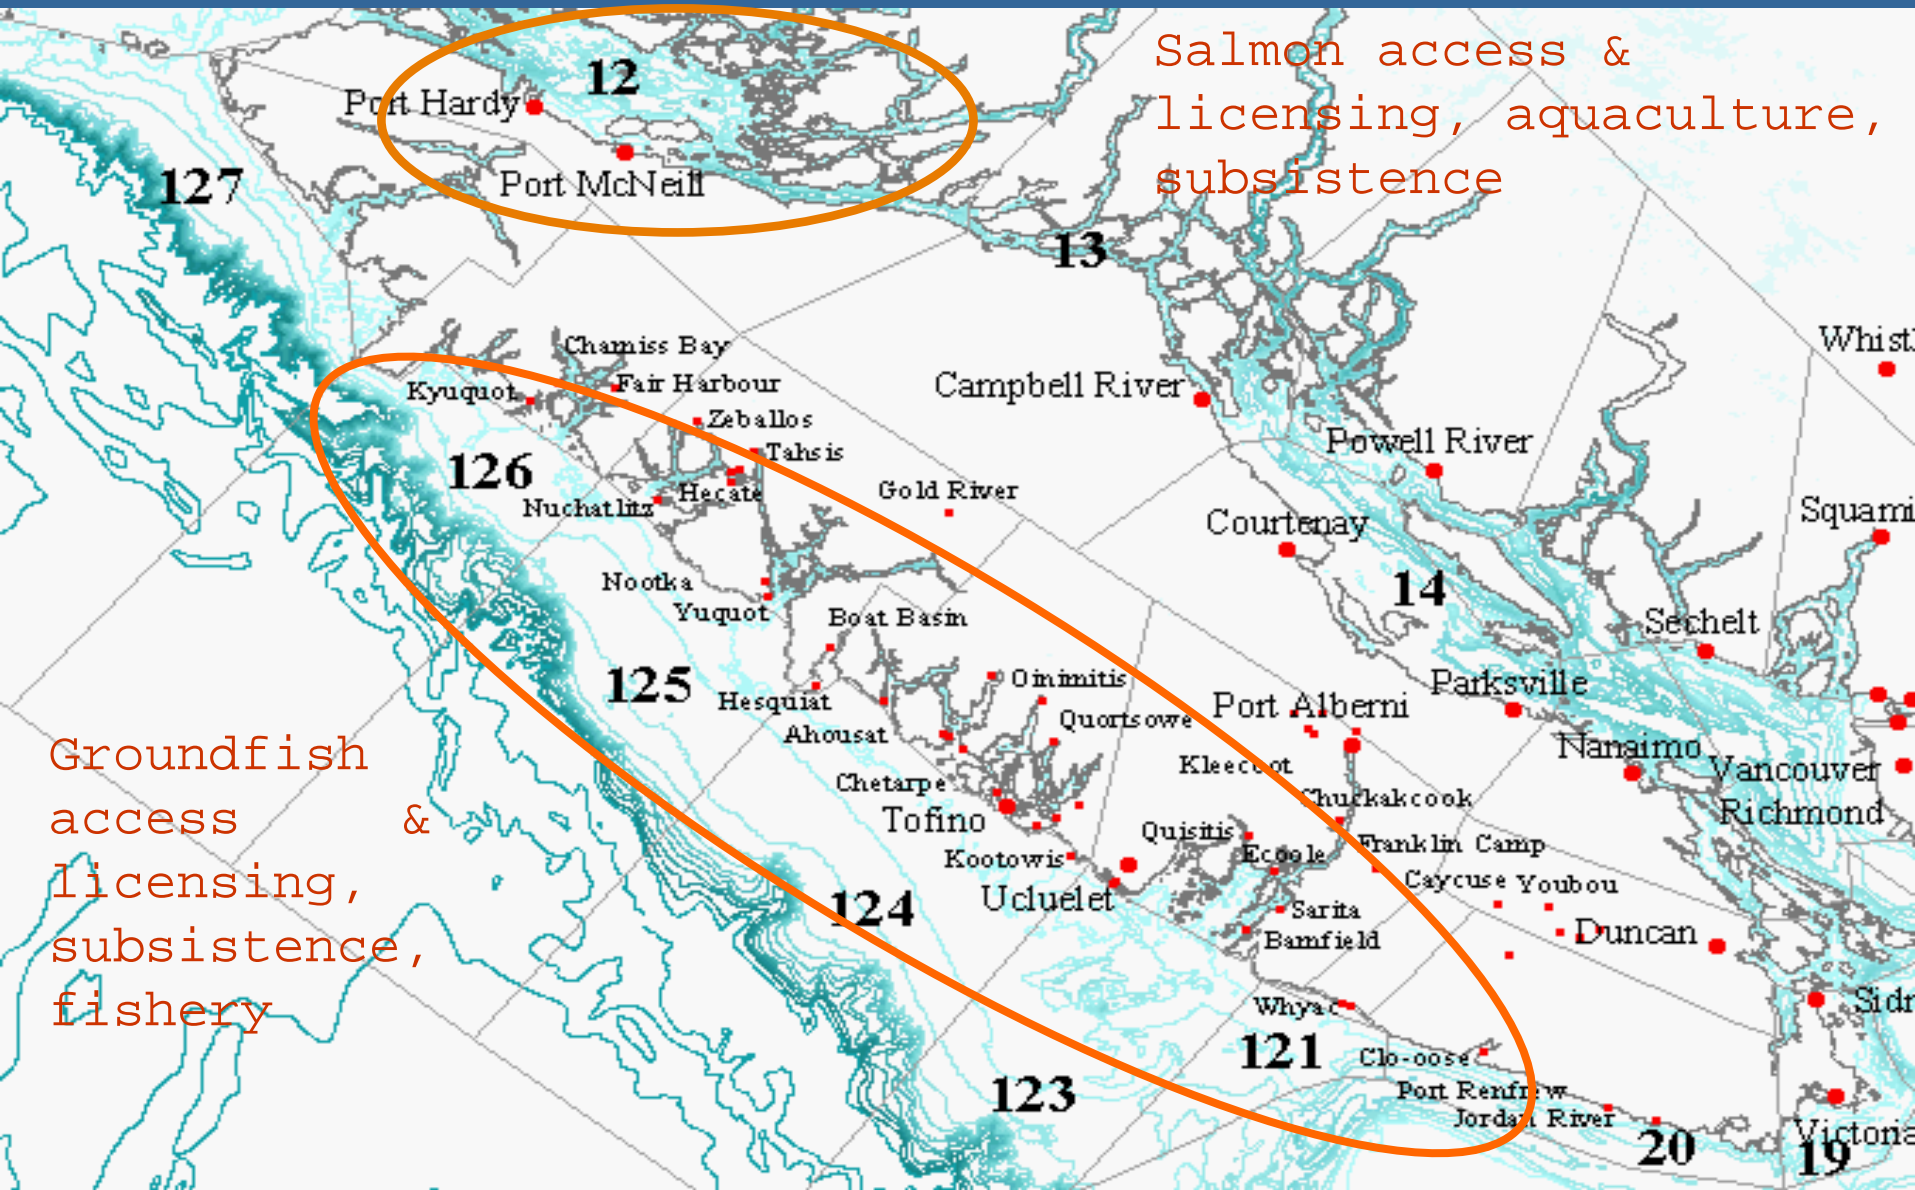 Salmon access &
licensing, aquaculture,
subsistence
12
Port Hardy
Port McNeill
127
13
Whistl
Chamiss Bay
Kyuquot
Fair Harbour
Campbell River
Zeballos
Powell River
Tahsis
126
Hecate
Gold River
Nuchatlitz
Courtenay
Squami
Nootka
14
Yuquot
Boat Basin
Sechelt
125
Oinimitis
Parksville
Hesquiat
Quortsowe
Port Alberni
Ahousat
Nanaimo
Groundfish
access &
licensing,
subsistence,
fishery
Kleecoot
Vancouver
Chetarpe
Chuckakcook
Richmond
Tofino
Quisitis
Kootowis
Ecoole
Franklin Camp
Caycuse
Youbou
Ucluelet
124
Sarita
Duncan
Bamfield
Whyac
Sidn
121
Clo-oose
123
Port Renfrew
Jordan River
20
Victoria
19